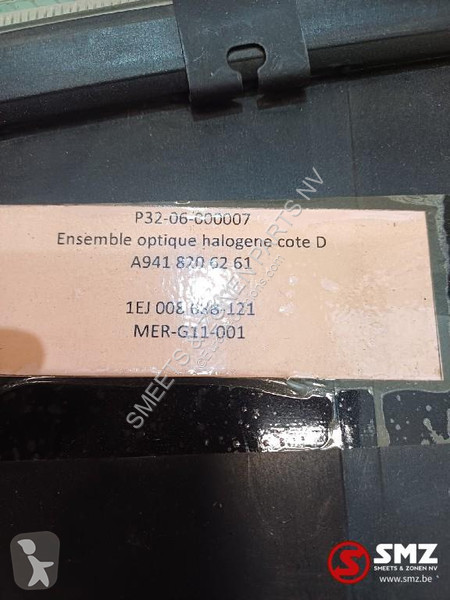 P32-06-000007
Ensemble optique halogene cote D
A941 820 62 61
1EJ 008 638-121
MER-G11-001
SMEETS & ZONEN PARTS NV
SMZ
SMEETS & ZONEN NV
www.smz.be